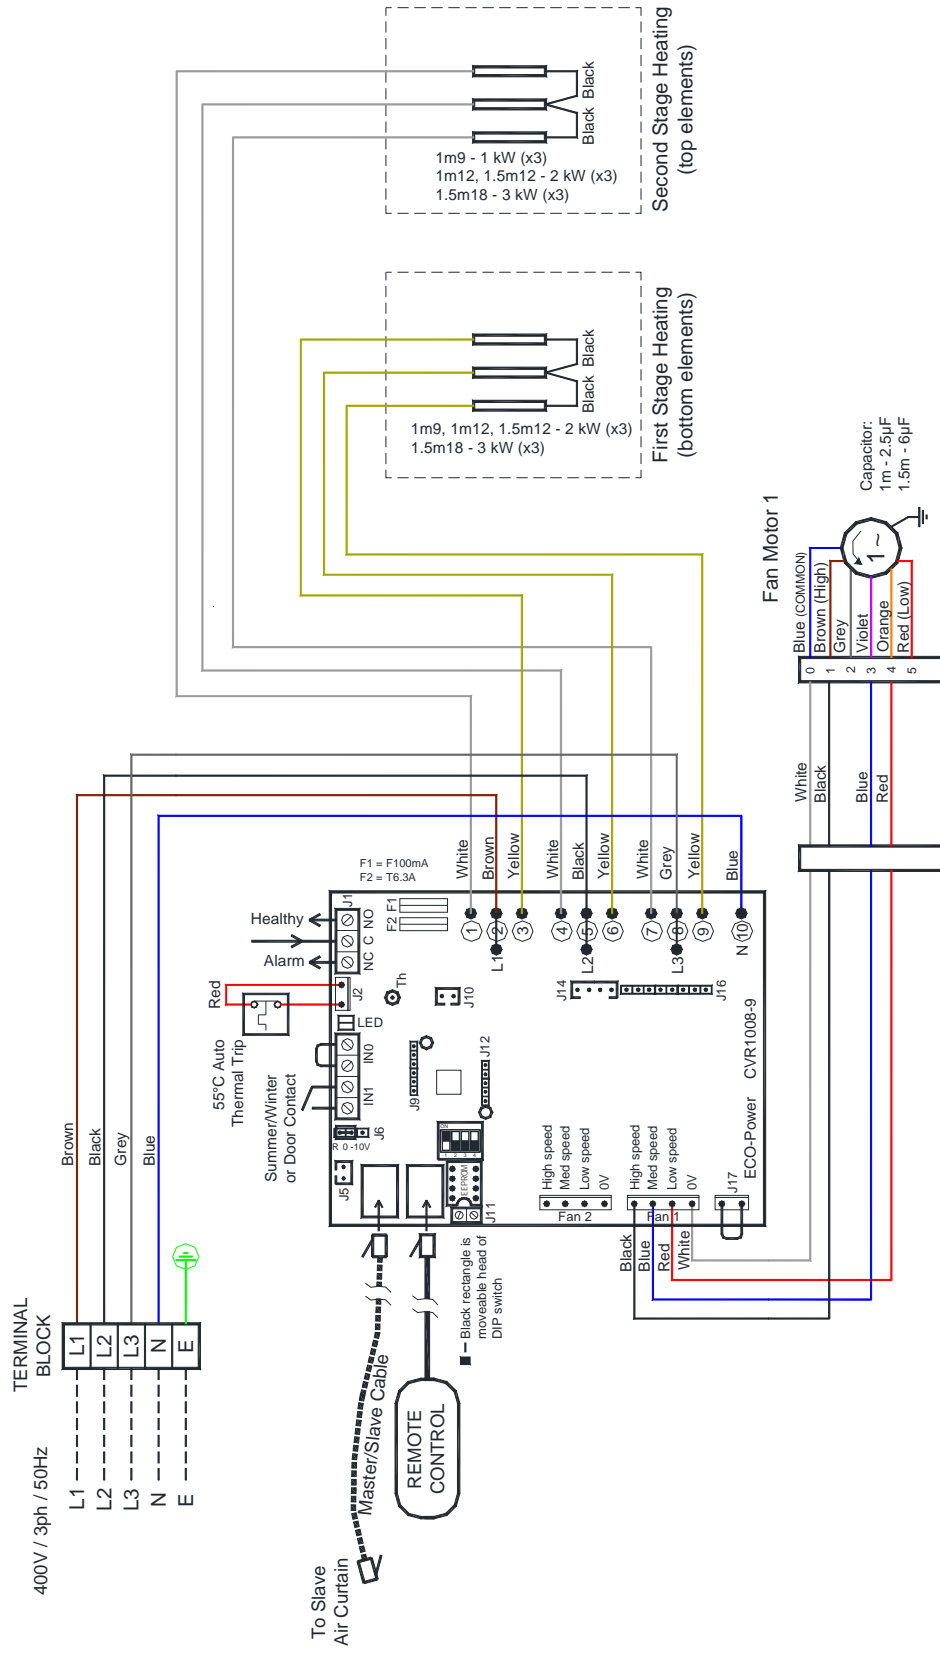 400V / 3ph / 50Hz
TERMINAL
BLOCK
L1
L2
L3
N
E
L1
L2
L3
N
E
Brown
Black
Grey
Blue
To Slave
Air Curtain
Master/Slave Cable
REMOTE
CONTROL
Black rectangle is
moveable head of
DIP switch
55°C Auto
Thermal Trip
Red
Summer/Winter
or Door Contact
Healthy
Alarm
J1
NO
C
NC
J2
LED
IN0
IN1
J6
R 0 -10V
J5
F1 = F100mA
F2 = T6.3A
F1
F2
Th
J10
J9
J12
ON
1 2 3 4
EEPROM
J11
J14
J16
High speed
Med speed
Low speed
0V
Fan 2
High speed
Med speed
Low speed
0V
Fan 1
J17
ECO-Power CVR1008-9
1
2
3
4
5
6
7
8
9
N 10
L1
L2
L3
White
Brown
Yellow
White
Black
Yellow
White
Grey
Yellow
Blue
Black
Blue
Red
White
White
Black
Blue
Red
0
1
2
3
4
5
Blue (COMMON)
Brown (High)
Grey
Violet
Orange
Red (Low)
Fan Motor 1
1 ~
Capacitor:
1m - 2.5µF
1.5m - 6µF
1m9, 1m12, 1.5m12 - 2 kW (x3)
1.5m18 - 3 kW (x3)
Black
Black
First Stage Heating
(bottom elements)
1m9 - 1 kW (x3)
1m12, 1.5m12 - 2 kW (x3)
1.5m18 - 3 kW (x3)
Black
Black
Second Stage Heating
(top elements)